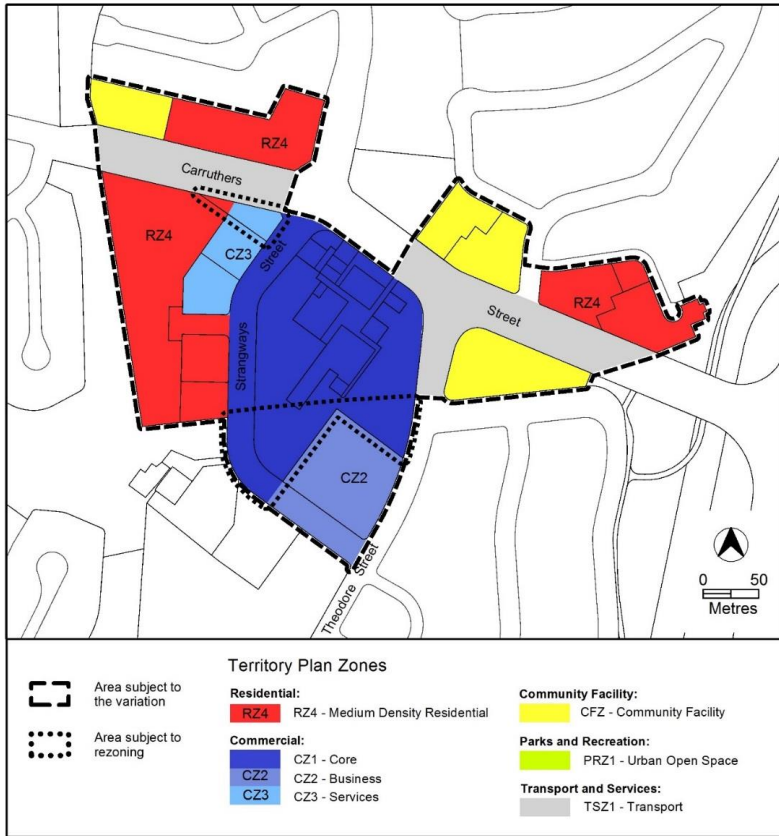 RZ4
Carruthers
RZ4
CZ3
Street
RZ4
Street
Strangways
CZ2
Theodore
Street
0 50
Metres
Area subject to
the variation
Area subject to
rezoning
Territory Plan Zones
Residential:
RZ4 RZ4 - Medium Density Residential
Commercial:
CZ1 - Core
CZ2 CZ2 - Business
CZ3 CZ3 - Services
Community Facility:
CFZ - Community Facility
Parks and Recreation:
PRZ1 - Urban Open Space
Transport and Services:
TSZ1 - Transport